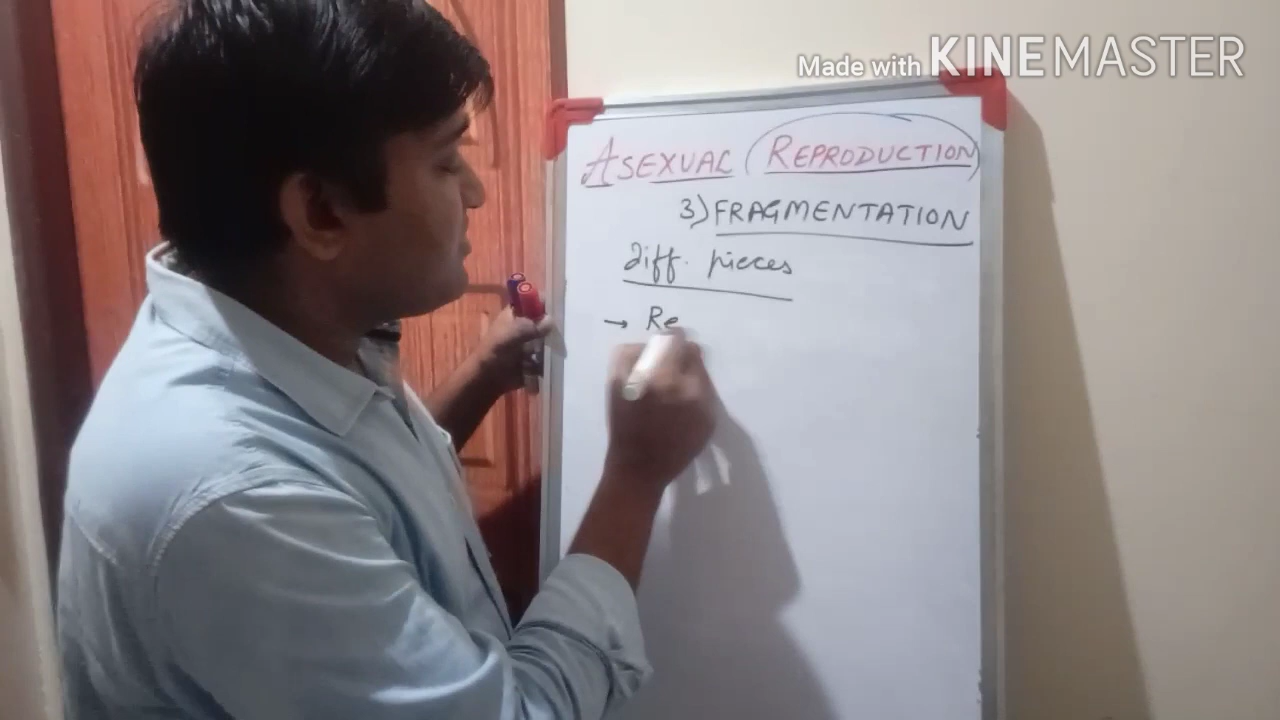 Made with KINEMASTER
ASEXUAL (REPRODUCTION)
3) FRAGMENTATION
diff. pieces
→ Re